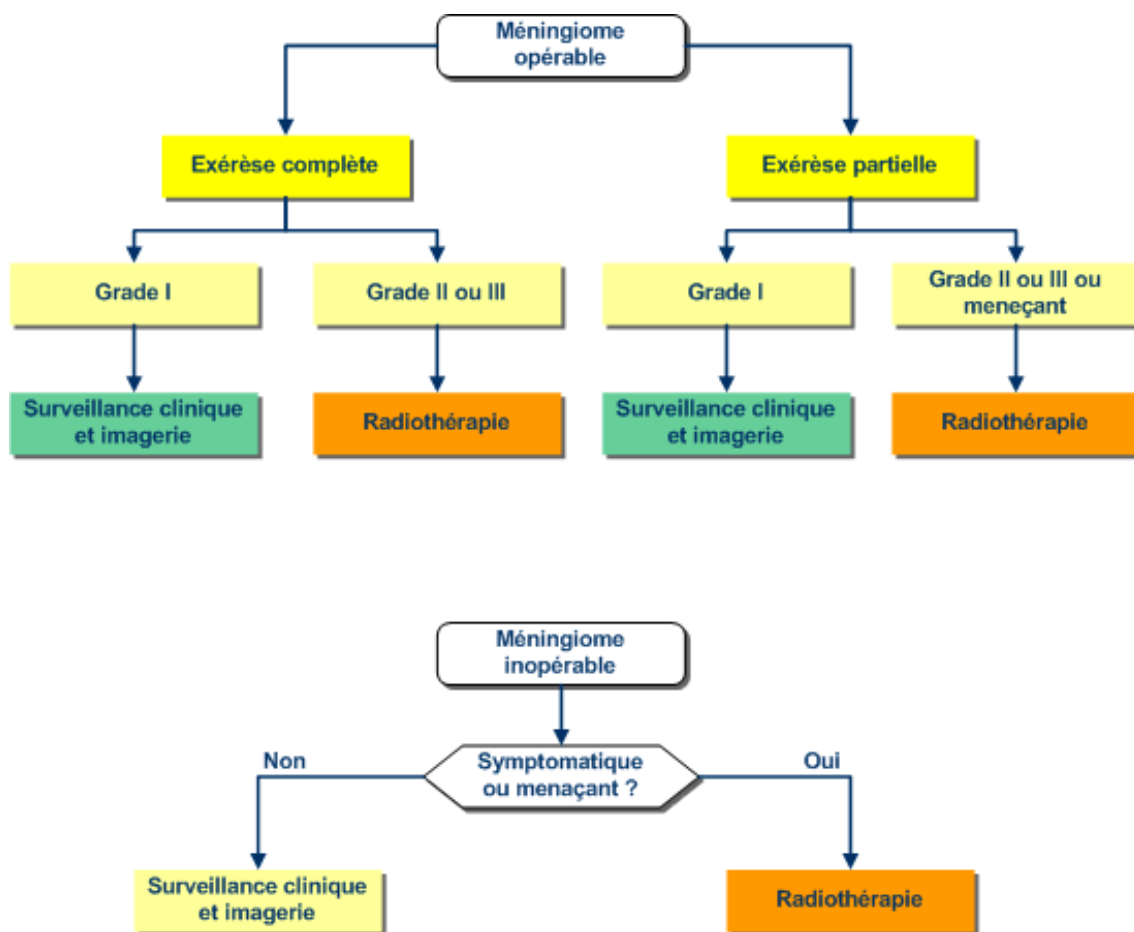 Méningiome
opérable
Exérèse complète
Exérèse partielle
Grade I
Grade II ou III
Grade I
Grade II ou III ou
meneçant
Surveillance clinique
et imagerie
Radiothérapie
Surveillance clinique
et imagerie
Radiothérapie
Méningiome
inopérable
Non
Symptomatique
ou menaçant ?
Oui
Surveillance clinique
et imagerie
Radiothérapie